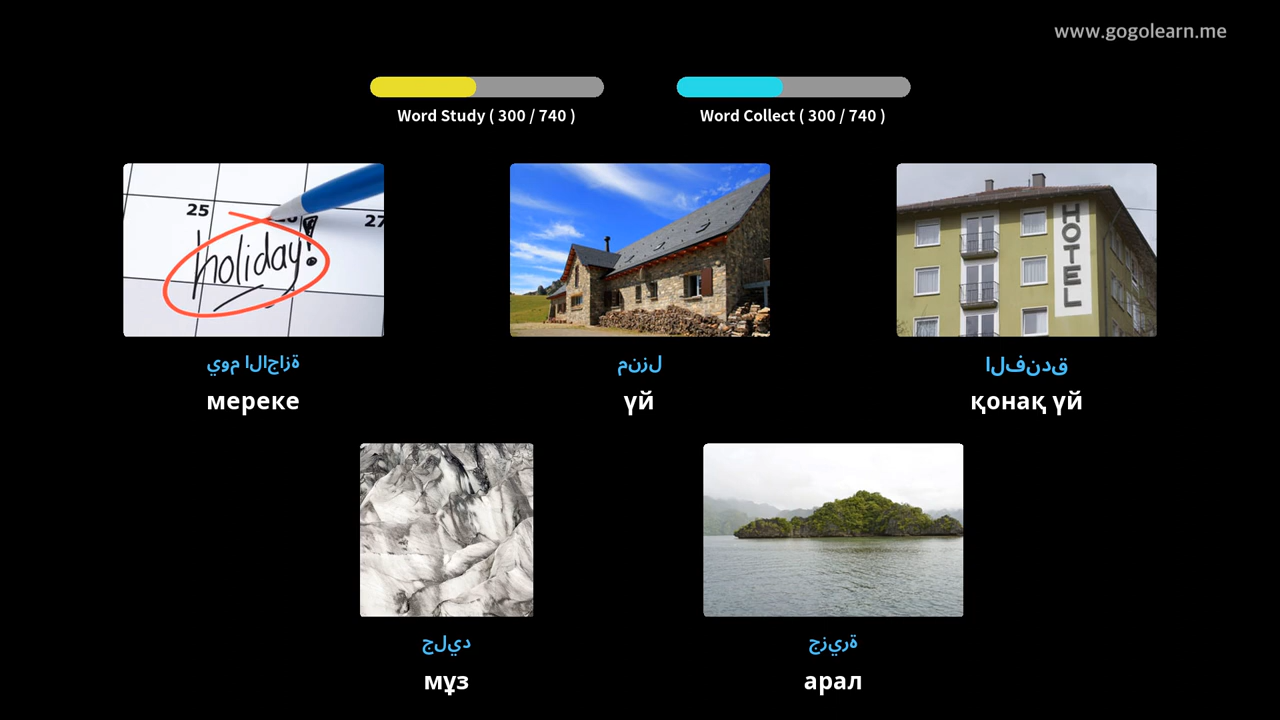 www.gogolearn.me
Word Study ( 300 / 740 )
Word Collect ( 300 / 740 )
25
27
holiday!
HOTEL
يوم الاجازة
منزل
الفندق
мереке
үй
қонақ үй
جليد
جزيرة
мұз
арал